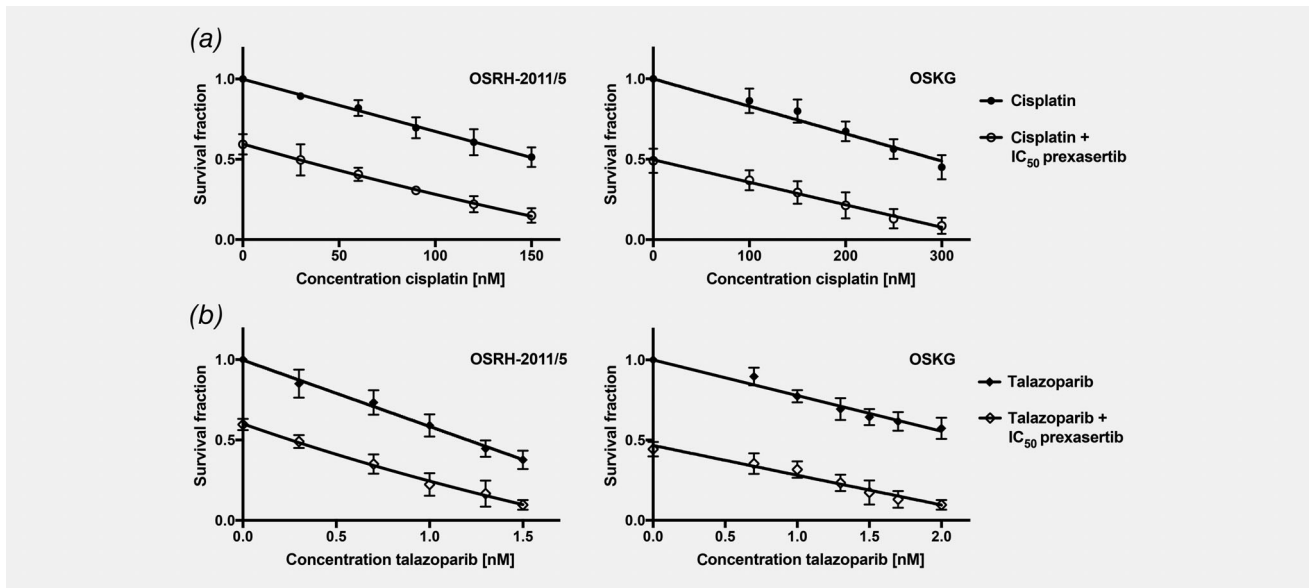 (a)
OSRH-2011/5
1.0
0.5
0.0
Survival fraction
0
50
100
150
Concentration cisplatin [nM]
OSKG
1.0
0.5
0.0
Survival fraction
0
100
200
300
Concentration cisplatin [nM]
Cisplatin
Cisplatin +
IC50 prexasertib
(b)
OSRH-2011/5
1.0
0.5
0.0
Survival fraction
0.0
0.5
1.0
1.5
Concentration talazoparib [nM]
OSKG
1.0
0.5
0.0
Survival fraction
0.0
0.5
1.0
1.5
2.0
Concentration talazoparib [nM]
Talazoparib
Talazoparib +
IC50 prexasertib